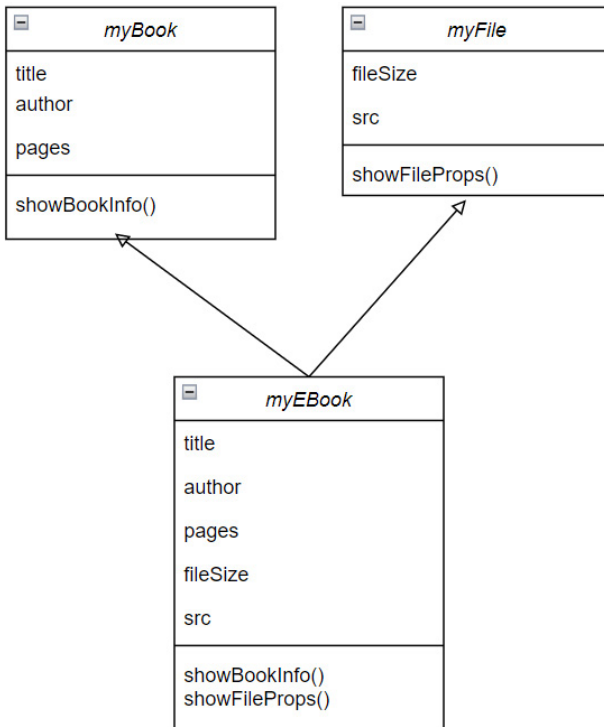 myBook
title
author
pages
showBookInfo()
myFile
fileSize
src
showFileProps()
myEBook
title
author
pages
fileSize
src
showBookInfo()
showFileProps()